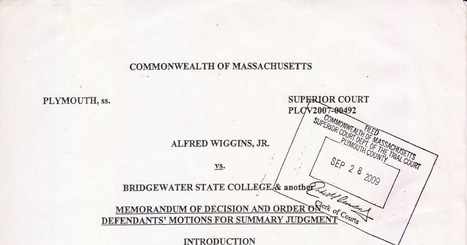 COMMONWEALTH OF MASSACHUSETTS
PLYMOUTH, ss.
SUPERIOR COURT
PLCV2007-00492
ALFRED WIGGINS, JR.
vs.
BRIDGEWATER STATE COLLEGE & another
MEMORANDUM OF DECISION AND ORDER ON
DEFENDANTS' MOTIONS FOR SUMMARY JUDGMENT
INTRODUCTION
FILED
COMMONWEALTH OF MASSACHUSETTS
SUPERIOR COURT DEPT. OF THE TRIAL COURT
PLYMOUTH COUNTY
SEP 28 2009
Clerk of Courts